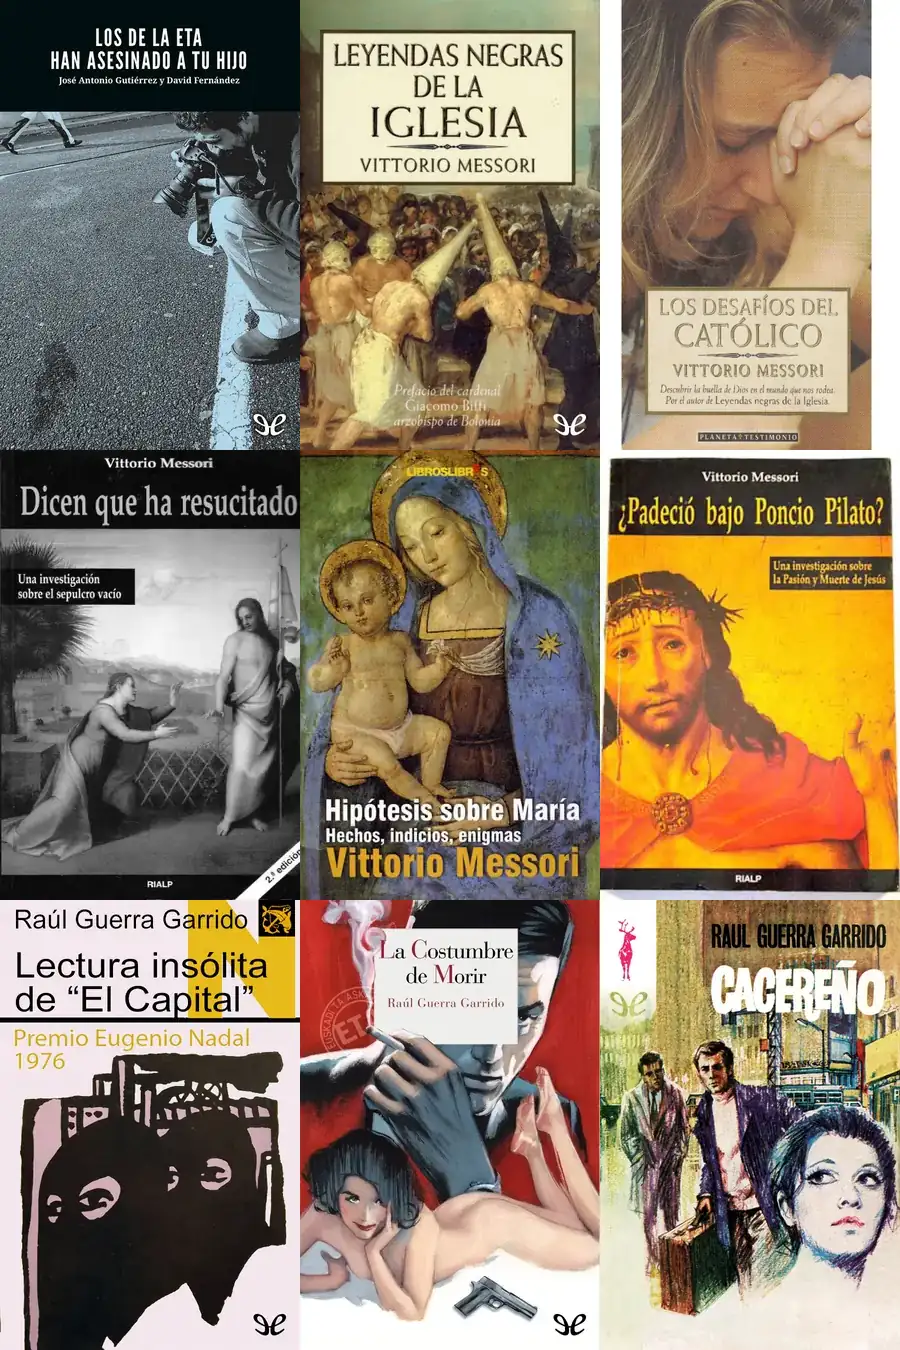 LOS DE LA ETA
HAN ASESINADO A TU HIJO
José Antonio Gutiérrez y David Fernández
LEYENDAS NEGRAS
DE LA
IGLESIA
VITTORIO MESSORI
Prefacio del cardenal
Giacomo Biffi
arzobispo de Bolonia
LOS DESAFÍOS DEL
CATÓLICO
VITTORIO MESSORI
Descubrir la huella de Dios en el mundo que nos rodea.
Por el autor de Leyendas negras de la Iglesia.
PLANETA TESTIMONIO
Vittorio Messori
Dicen que ha resucitado
Una investigación
sobre el sepulcro vacío
2.ª edición
RIALP
LIBROSLIBRES
Hipótesis sobre María
Hechos, indicios, enigmas
Vittorio Messori
Vittorio Messori
¿Padeció bajo Poncio Pilato?
Una investigación sobre
la Pasión y Muerte de Jesús
RIALP
Raúl Guerra Garrido
Lectura insólita
de “El Capital”
Premio Eugenio Nadal
1976
La Costumbre
de Morir
Raúl Guerra Garrido
ETA
RAUL GUERRA GARRIDO
CACEREÑO